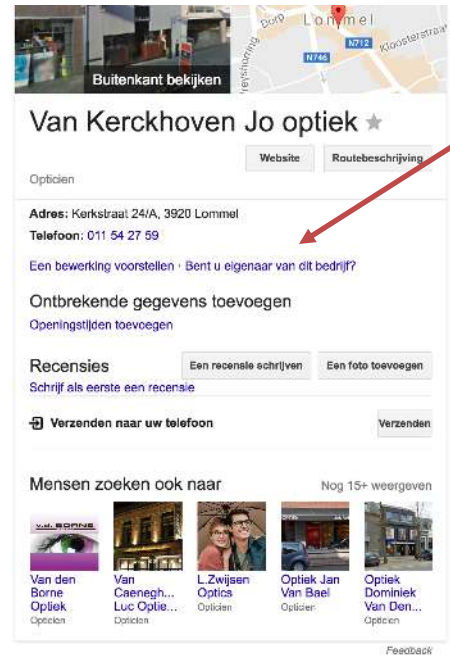 Dorp
Lommel
N712
Kloosterstraat
N746
Buitenkant bekijken
Van Kerckhoven Jo optiek
Website
Routebeschrijving
Opticien
Adres: Kerkstraat 24/A, 3920 Lommel
Telefoon: 011 54 27 59
Een bewerking voorstellen · Bent u eigenaar van dit bedrijf?
Ontbrekende gegevens toevoegen
Openingstijden toevoegen
Recensies
Een recensie schrijven
Een foto toevoegen
Schrijf als eerste een recensie
Verzenden naar uw telefoon
Verzenden
Mensen zoeken ook naar
Nog 15+ weergeven
v.d. BORNE
Van den Borne Optiek
Opticien
Van Caenegh... Luc Optie...
Opticien
L.Zwijsen Optics
Opticien
Optiek Jan Van Bael
Opticien
Optiek Dominiek Van Den...
Opticien
Feedback